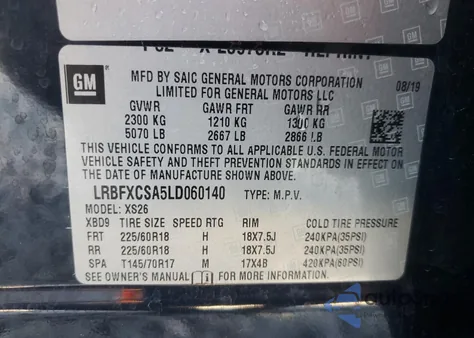 GM
MFD BY SAIC GENERAL MOTORS CORPORATION
LIMITED FOR GENERAL MOTORS LLC
08/19
GVWR GAWR FRT GAWR RR
2300 KG 1210 KG 1300 KG
5070 LB 2667 LB 2866 LB
THIS VEHICLE CONFORMS TO ALL APPLICABLE U.S. FEDERAL MOTOR
VEHICLE SAFETY AND THEFT PREVENTION STANDARDS IN EFFECT ON
THE DATE OF MANUFACTURE SHOWN ABOVE.
LRBFXCSA5LD060140 TYPE: M.P.V.
MODEL: XS26
XBD9 TIRE SIZE SPEED RTG RIM COLD TIRE PRESSURE
FRT 225/60R18 H 18X7.5J 240KPA(35PSI)
RR 225/60R18 H 18X7.5J 240KPA(35PSI)
SPA T145/70R17 M 17X4B 420KPA(60PSI)
SEE OWNER'S MANUAL FOR MORE INFORMATION.